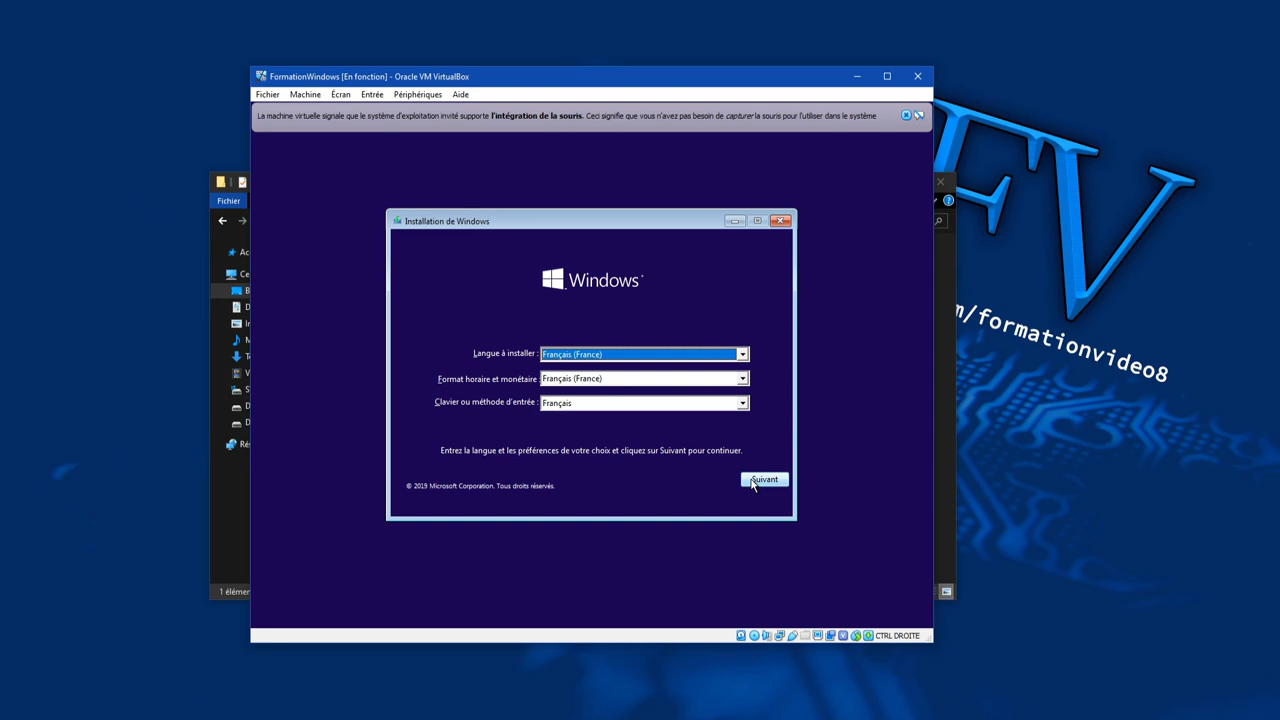 FormationWindows [En fonction] - Oracle VM VirtualBox
Fichier Machine Écran Entrée Périphériques Aide
La machine virtuelle signale que le système d'exploitation invité supporte l'intégration de la souris. Ceci signifie que vous n'avez pas besoin de capturer la souris pour l'utiliser dans le système
FV
m/formationvideo8
Fichier
Installation de Windows
Windows
Langue à installer : Français (France)
Format horaire et monétaire : Français (France)
Clavier ou méthode d'entrée : Français
Entrez la langue et les préférences de votre choix et cliquez sur Suivant pour continuer.
Suivant
© 2019 Microsoft Corporation. Tous droits réservés.
1 élémen
CTRL DROITE